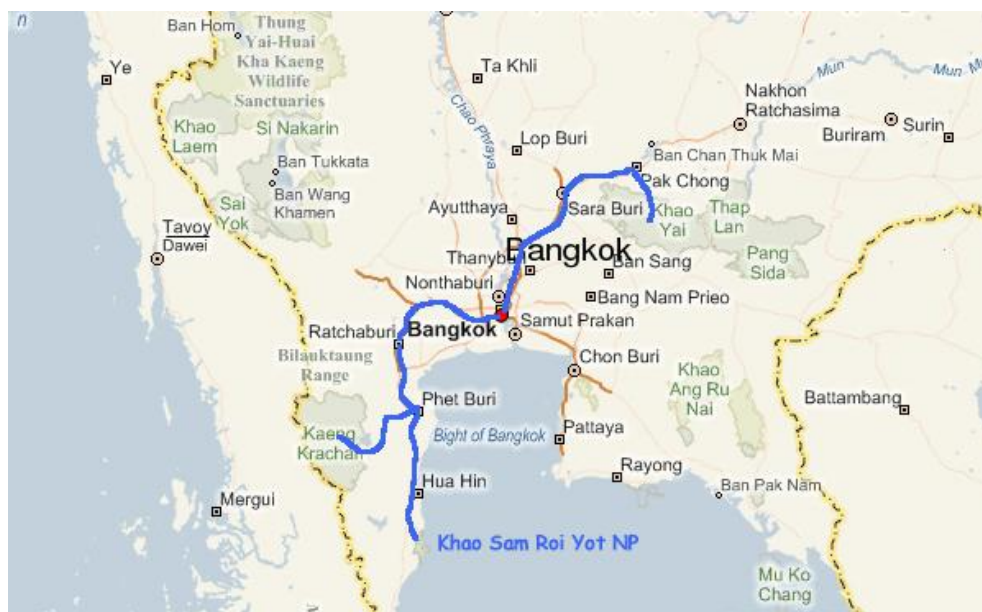 n
Ban Hom
Thung
Yai-Huai
Kha Kaeng
Wildlife
Sanctuaries
Ye
Ta Khli
Mun
Mun
Nakhon
Ratchasima
Chao Phraya
Khao
Laem
Si Nakarin
Lop Buri
Buriram
Surin
Ban Chan Thuk Mai
Ban Tukkata
Pak Chong
Ban Wang
Khamen
Sai
Yok
Sara Buri
Ayutthaya
Khao
Yai
Thap
Lan
Tavoy
Dawei
Bangkok
Thanybu
Ban Sang
Pang
Sida
Nonthaburi
Bang Nam Prieo
Ratchaburi
Bangkok
Samut Prakan
Bilauktaung
Range
Chon Buri
Khao
Ang Ru
Nai
Phet Buri
Battambang
Kaeng
Krachan
Bight of Bangkok
Pattaya
Rayong
Hua Hin
Ban Pak Nam
Mergui
Khao Sam Roi Yot NP
Mu Ko
Chang